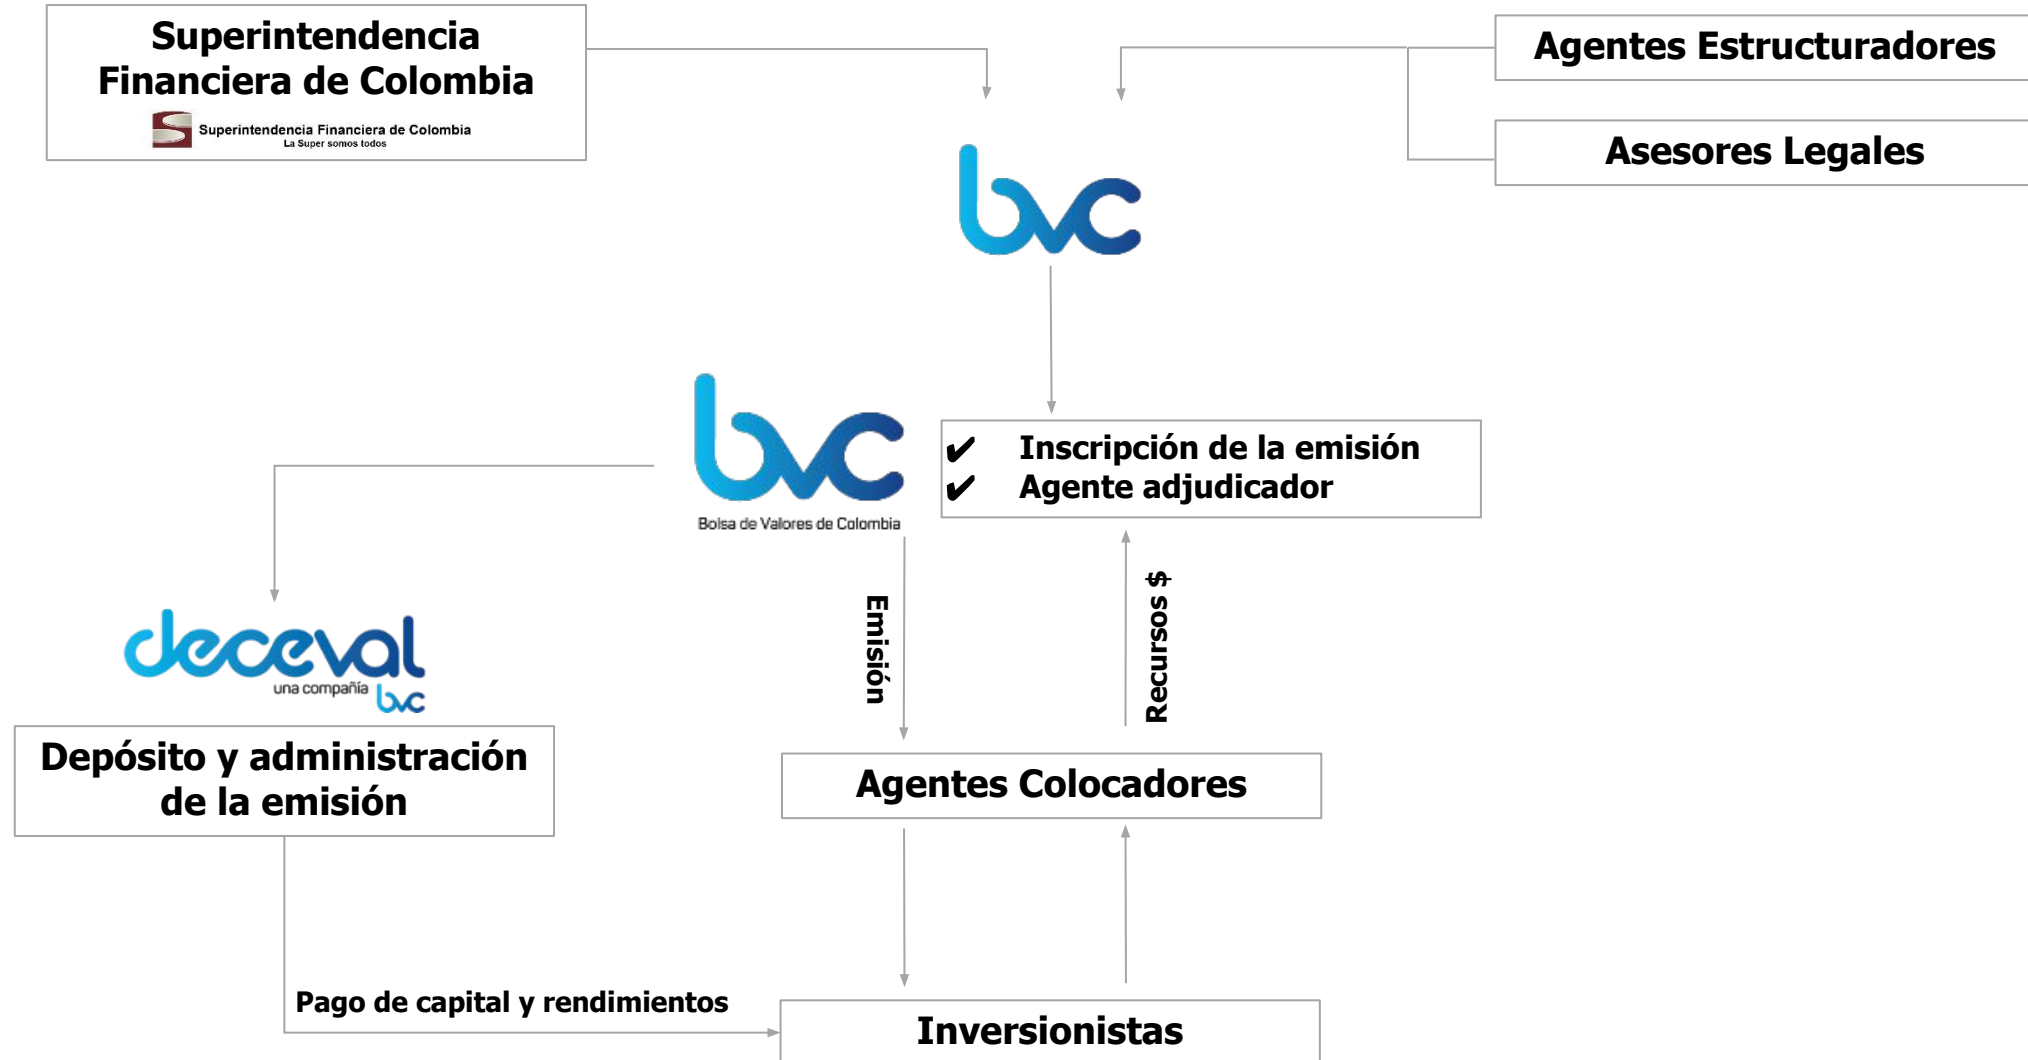 Superintendencia
Financiera de Colombia
Superintendencia Financiera de Colombia
La Super somos todos
Agentes Estructuradores
Asesores Legales
bvc
bvc
Bolsa de Valores de Colombia
✔ Inscripción de la emisión
✔ Agente adjudicador
Emisión
Recursos $
deceval
una compañía
bvc
Depósito y administración
de la emisión
Agentes Colocadores
Pago de capital y rendimientos
Inversionistas